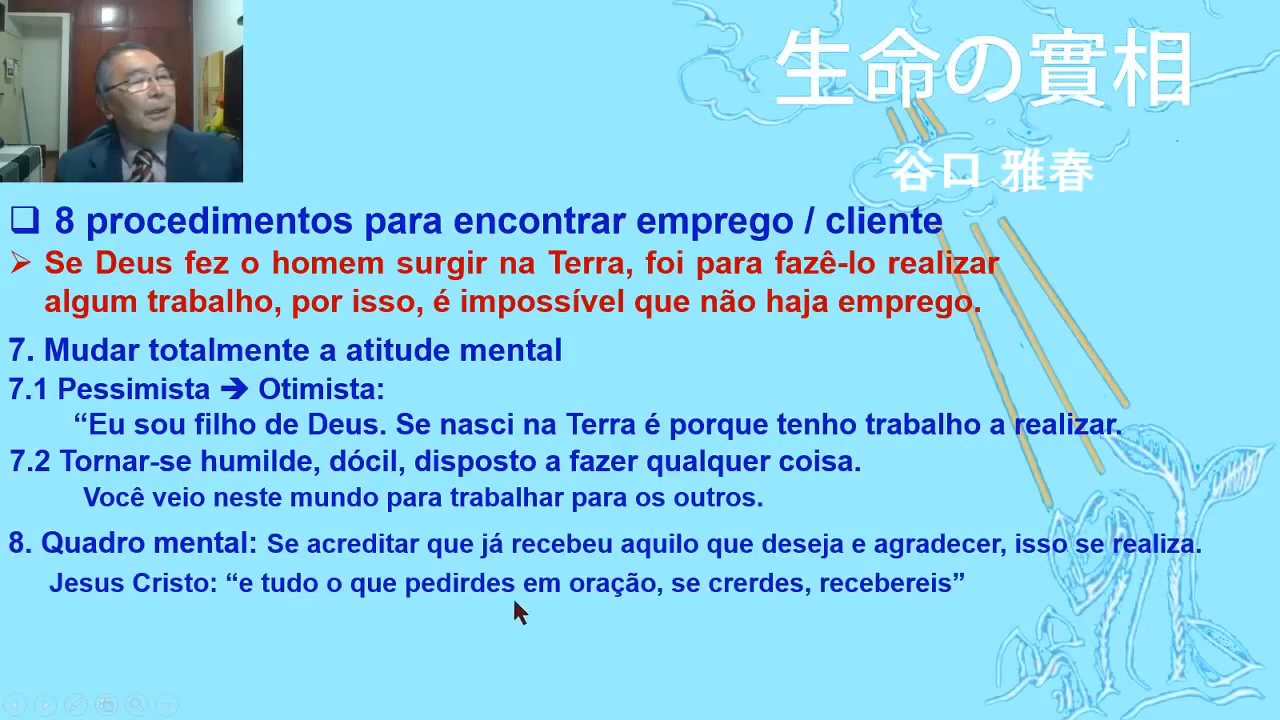 生命の實相
谷口 雅春
8 procedimentos para encontrar emprego / cliente
Se Deus fez o homem surgir na Terra, foi para fazê-lo realizar
algum trabalho, por isso, é impossível que não haja emprego.
7. Mudar totalmente a atitude mental
7.1 Pessimista ➔ Otimista:
“Eu sou filho de Deus. Se nasci na Terra é porque tenho trabalho a realizar.
7.2 Tornar-se humilde, dócil, disposto a fazer qualquer coisa.
Você veio neste mundo para trabalhar para os outros.
8. Quadro mental: Se acreditar que já recebeu aquilo que deseja e agradecer, isso se realiza.
Jesus Cristo: “e tudo o que pedirdes em oração, se crerdes, recebereis”